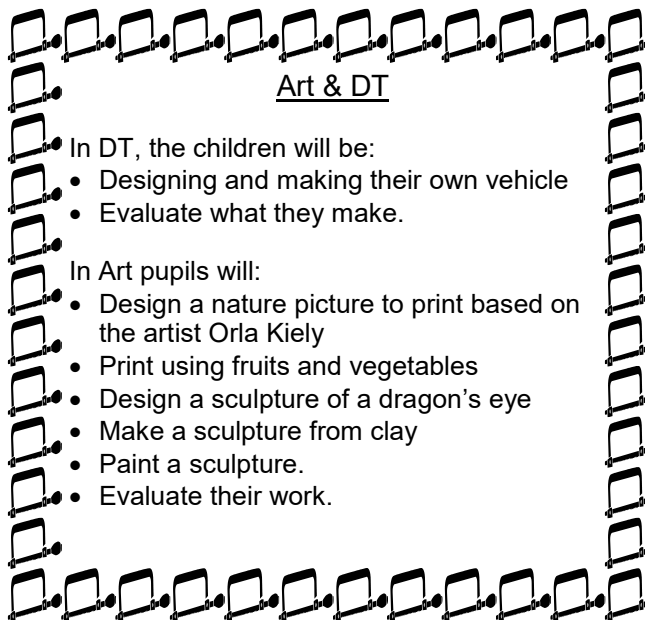 Art & DT
In DT, the children will be:
• Designing and making their own vehicle
• Evaluate what they make.
In Art pupils will:
• Design a nature picture to print based on
the artist Orla Kiely
• Print using fruits and vegetables
• Design a sculpture of a dragon’s eye
• Make a sculpture from clay
• Paint a sculpture.
• Evaluate their work.